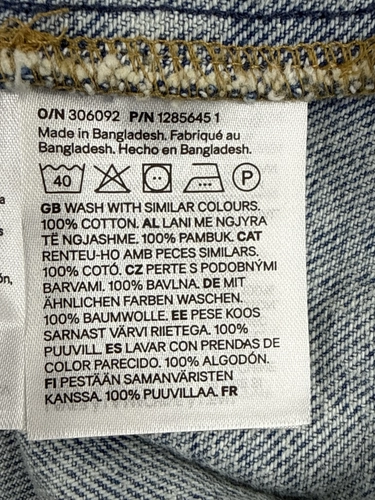 O/N 306092 P/N 1285645 1
Made in Bangladesh. Fabriqué au
Bangladesh. Hecho en Bangladesh.
40 P
GB WASH WITH SIMILAR COLOURS.
100% COTTON. AL LANI ME NGJYRA
TË NGJASHME. 100% PAMBUK. CAT
RENTEU-HO AMB PECES SIMILARS.
100% COTÓ. CZ PERTE S PODOBNÝMI
BARVAMI. 100% BAVLNA. DE MIT
ÄHNLICHEN FARBEN WASCHEN.
100% BAUMWOLLE. EE PESE KOOS
SARNAST VÄRVI RIIETEGA. 100%
PUUVILL. ES LAVAR CON PRENDAS DE
COLOR PARECIDO. 100% ALGODÓN.
FI PESTÄÄN SAMANVÄRISTEN
KANSSA. 100% PUUVILLAA. FR